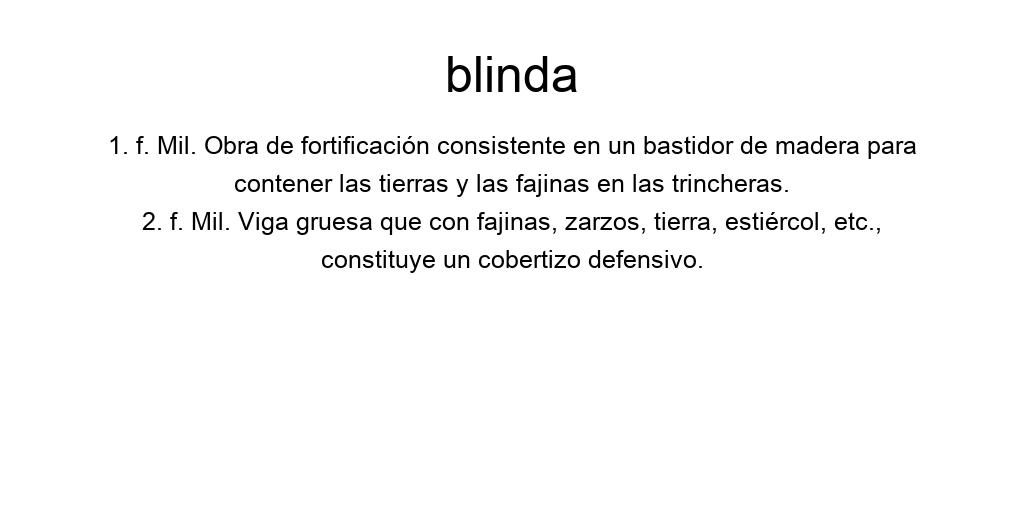 blinda
1. f. Mil. Obra de fortificación consistente en un bastidor de madera para
contener las tierras y las fajinas en las trincheras.
2. f. Mil. Viga gruesa que con fajinas, zarzos, tierra, estiércol, etc.,
constituye un cobertizo defensivo.